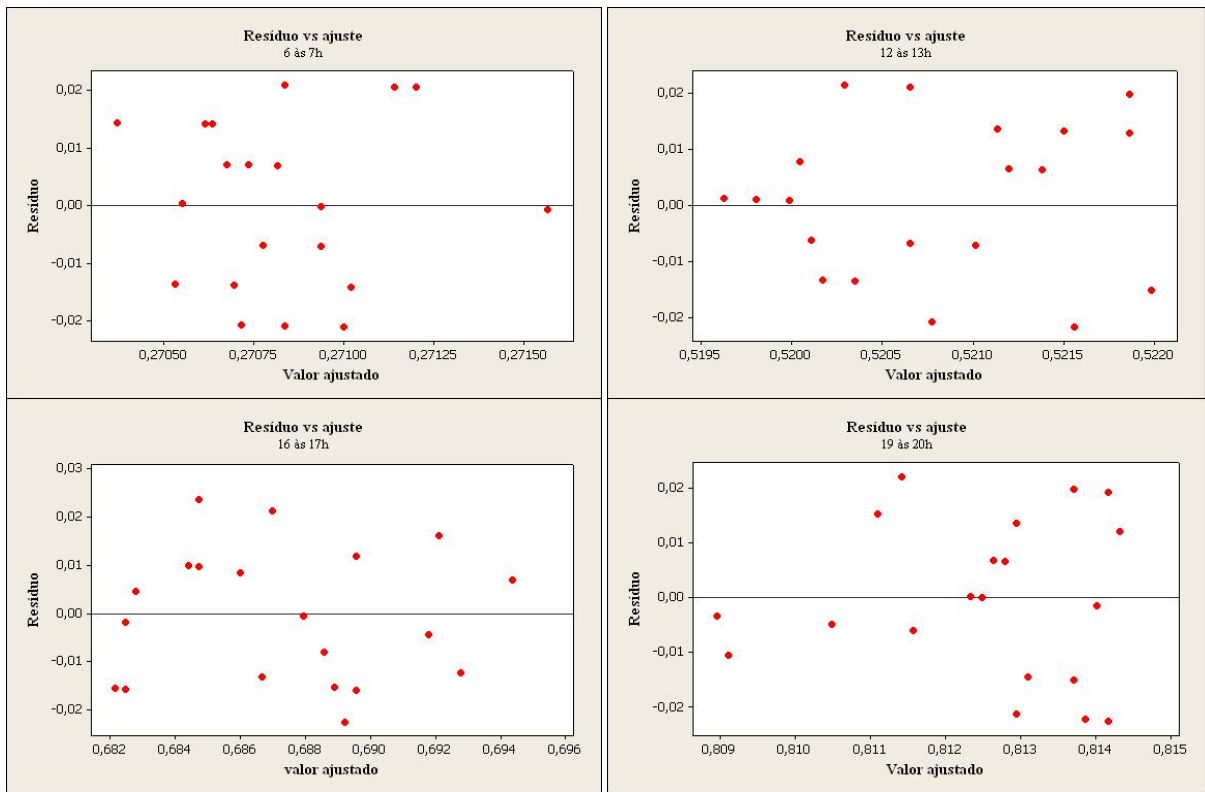 Resíduo vs ajuste
6 às 7h
0,02
0,01
0,00
-0,01
-0,02
Resíduo
0,27050 0,27075 0,27100 0,27125 0,27150
Valor ajustado
Resíduo vs ajuste
12 às 13h
0,02
0,01
0,00
-0,01
-0,02
Resíduo
0,5195 0,5200 0,5205 0,5210 0,5215 0,5220
Valor ajustado
Resíduo vs ajuste
16 às 17h
0,03
0,02
0,01
0,00
-0,01
-0,02
Resíduo
0,682 0,684 0,686 0,688 0,690 0,692 0,694 0,696
valor ajustado
Resíduo vs ajuste
19 às 20h
0,02
0,01
0,00
-0,01
-0,02
Resíduo
0,809 0,810 0,811 0,812 0,813 0,814 0,815
Valor ajustado